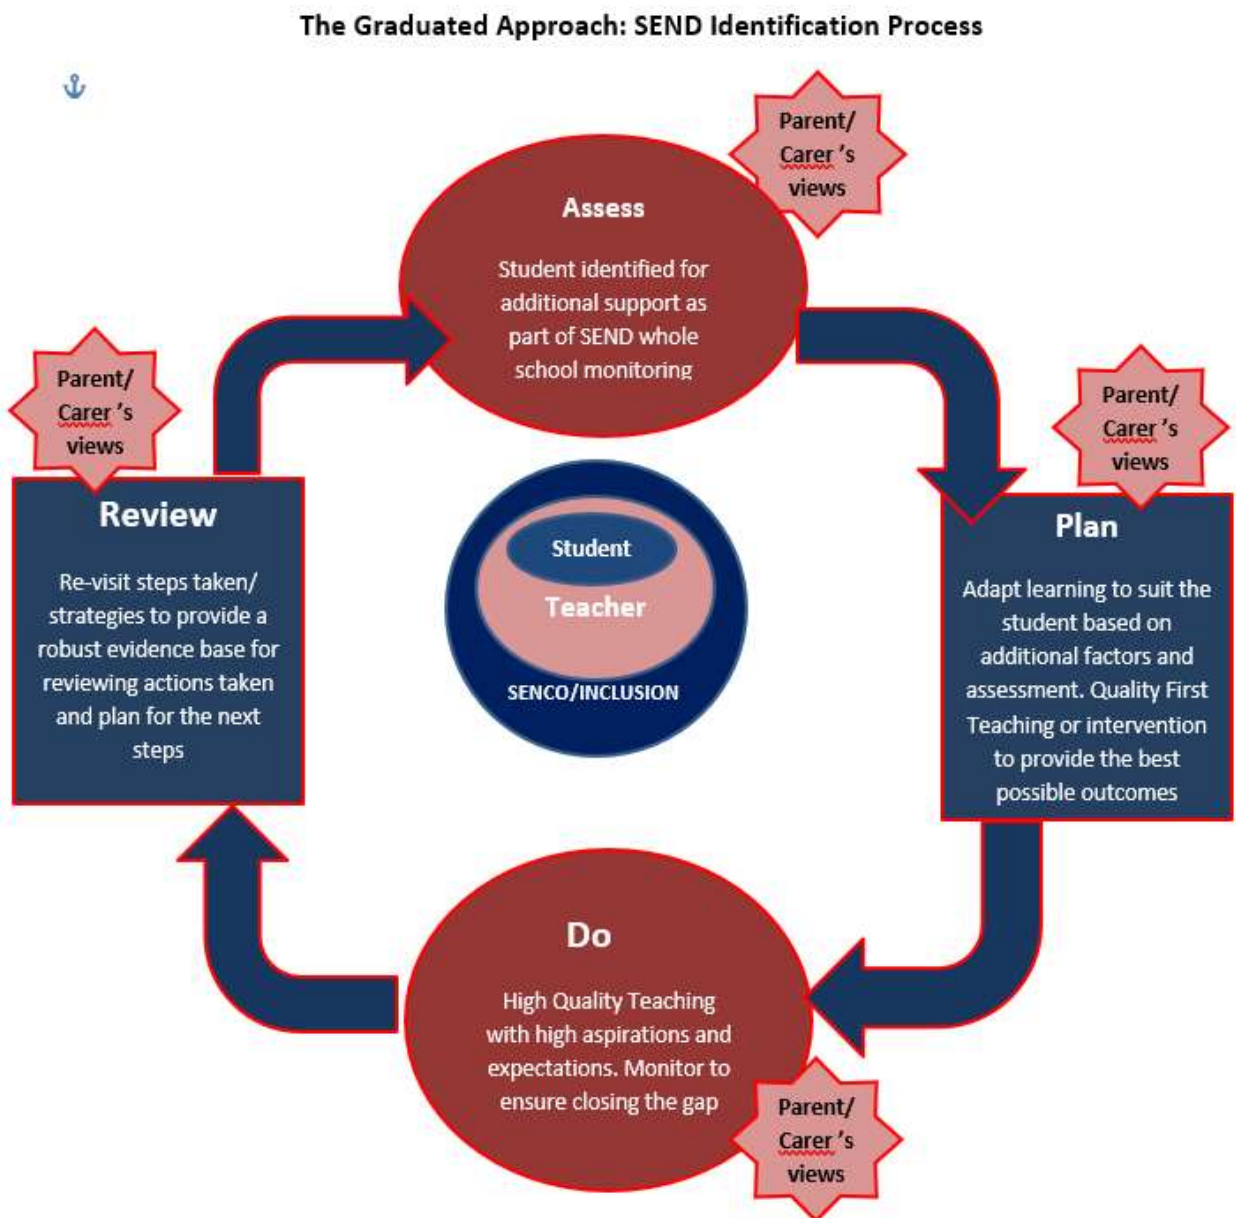 The Graduated Approach: SEND Identification Process
Parent/
Carer 's
views
Assess
Student identified for
additional support as
part of SEND whole
school monitoring
Parent/
Carer 's
views
Parent/
Carer 's
views
Review
Re-visit steps taken/
strategies to provide a
robust evidence base for
reviewing actions taken
and plan for the next
steps
Student
Teacher
SENCO/INCLUSION
Plan
Adapt learning to suit the
student based on
additional factors and
assessment. Quality First
Teaching or intervention
to provide the best
possible outcomes
Do
High Quality Teaching
with high aspirations and
expectations. Monitor to
ensure closing the gap
Parent/
Carer 's
views